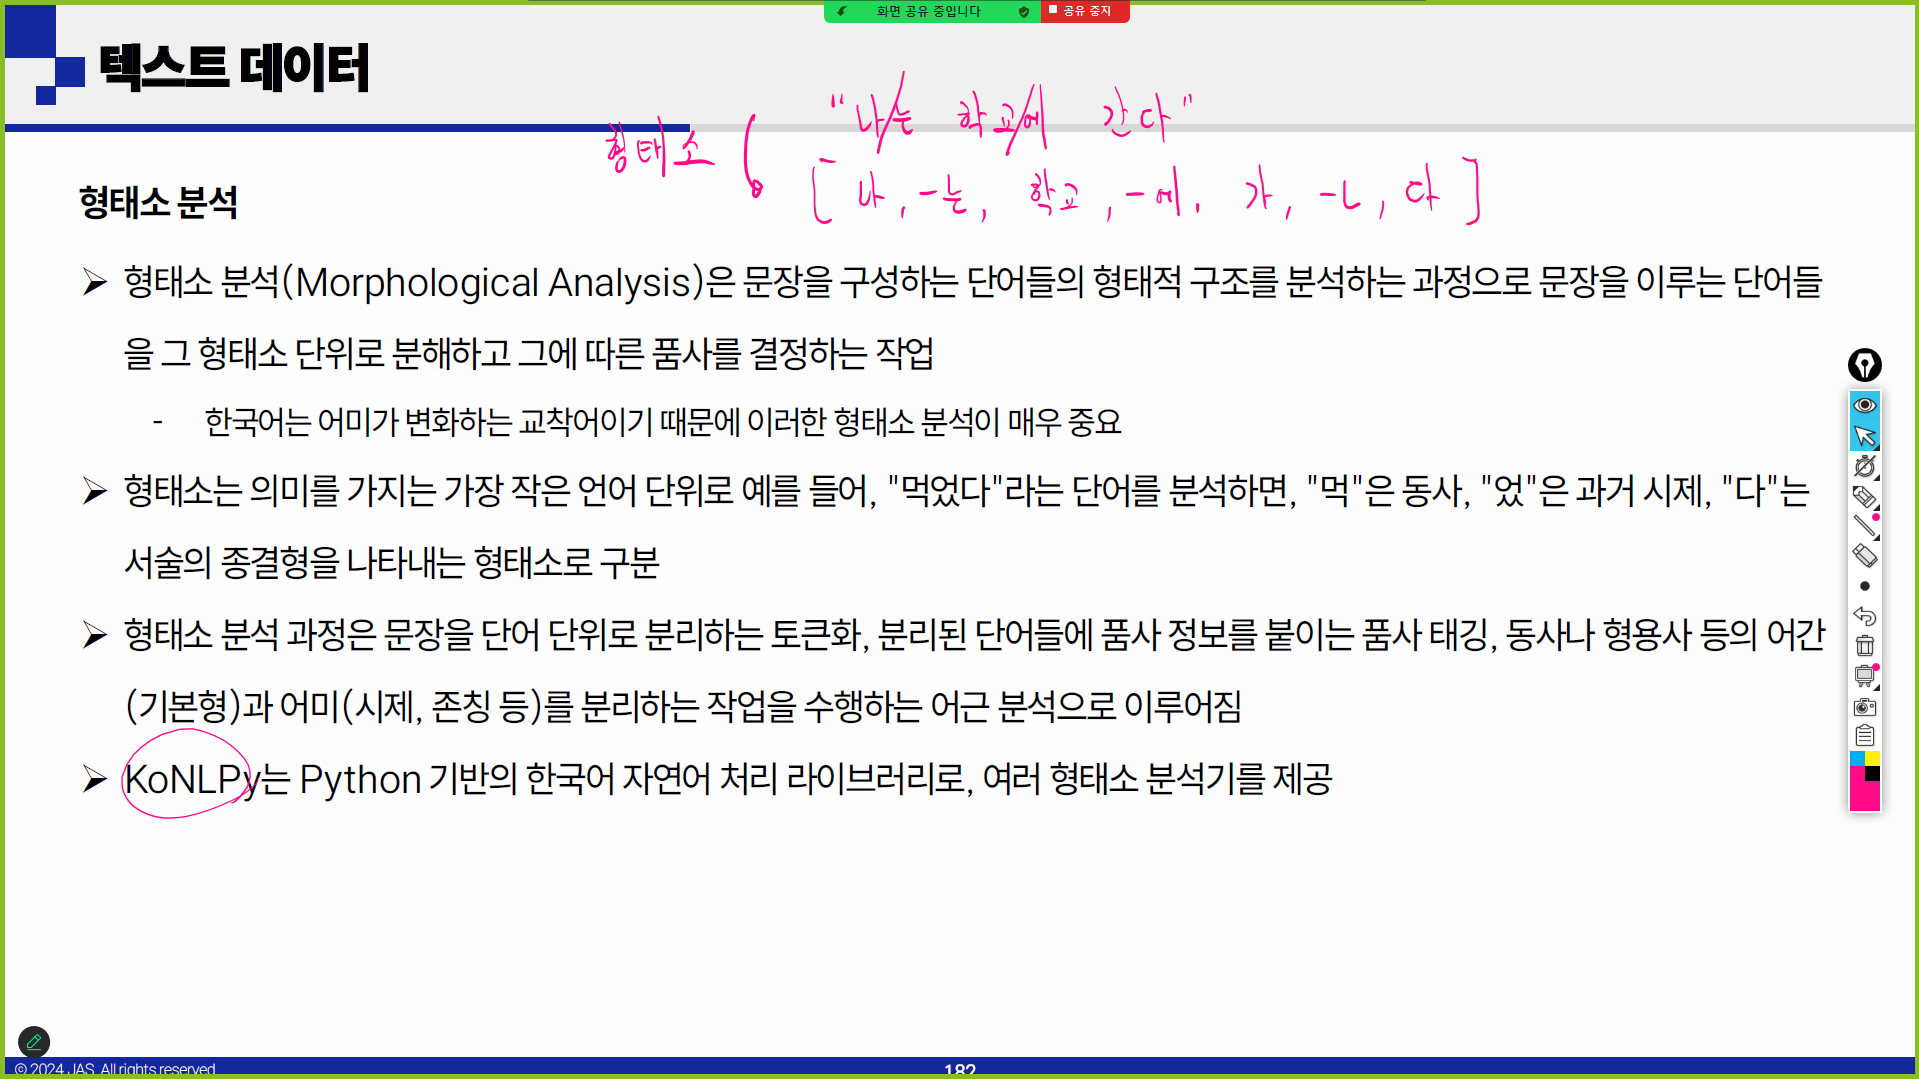 화면 공유 중입니다 공유 중지
텍스트 데이터
"나는 학교에 간다"
형태소
[ 나, -는, 학교, -에, 가, -ㄴ, 다 ]
형태소 분석
➤ 형태소 분석(Morphological Analysis)은 문장을 구성하는 단어들의 형태적 구조를 분석하는 과정으로 문장을 이루는 단어들
을 그 형태소 단위로 분해하고 그에 따른 품사를 결정하는 작업
- 한국어는 어미가 변화하는 교착어이기 때문에 이러한 형태소 분석이 매우 중요
➤ 형태소는 의미를 가지는 가장 작은 언어 단위로 예를 들어, "먹었다"라는 단어를 분석하면, "먹"은 동사, "었"은 과거 시제, "다"는
서술의 종결형을 나타내는 형태소로 구분
➤ 형태소 분석 과정은 문장을 단어 단위로 분리하는 토큰화, 분리된 단어들에 품사 정보를 붙이는 품사 태깅, 동사나 형용사 등의 어간
(기본형)과 어미(시제, 존칭 등)를 분리하는 작업을 수행하는 어근 분석으로 이루어짐
➤ KoNLPy는 Python 기반의 한국어 자연어 처리 라이브러리로, 여러 형태소 분석기를 제공
© 2024 JAS. All rights reserved
182